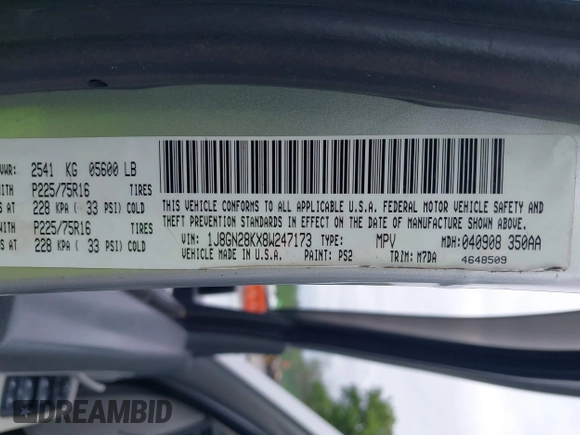 VWR: 2541 KG 05600 LB
WITH P225/75R16 TIRES
S AT 228 KPA ( 33 PSI) COLD
WITH P225/75R16 TIRES
S AT 228 KPA ( 33 PSI) COLD
THIS VEHICLE CONFORMS TO ALL APPLICABLE U.S.A. FEDERAL MOTOR VEHICLE SAFETY AND
THEFT PREVENTION STANDARDS IN EFFECT ON THE DATE OF MANUFACTURE SHOWN ABOVE.
VIN: 1J8GN28KX8W247173 TYPE: MPV MDH: 040908 350AA
VEHICLE MADE IN U.S.A. PAINT: PS2 TRIM: M7DA
4648509
DREAMBID